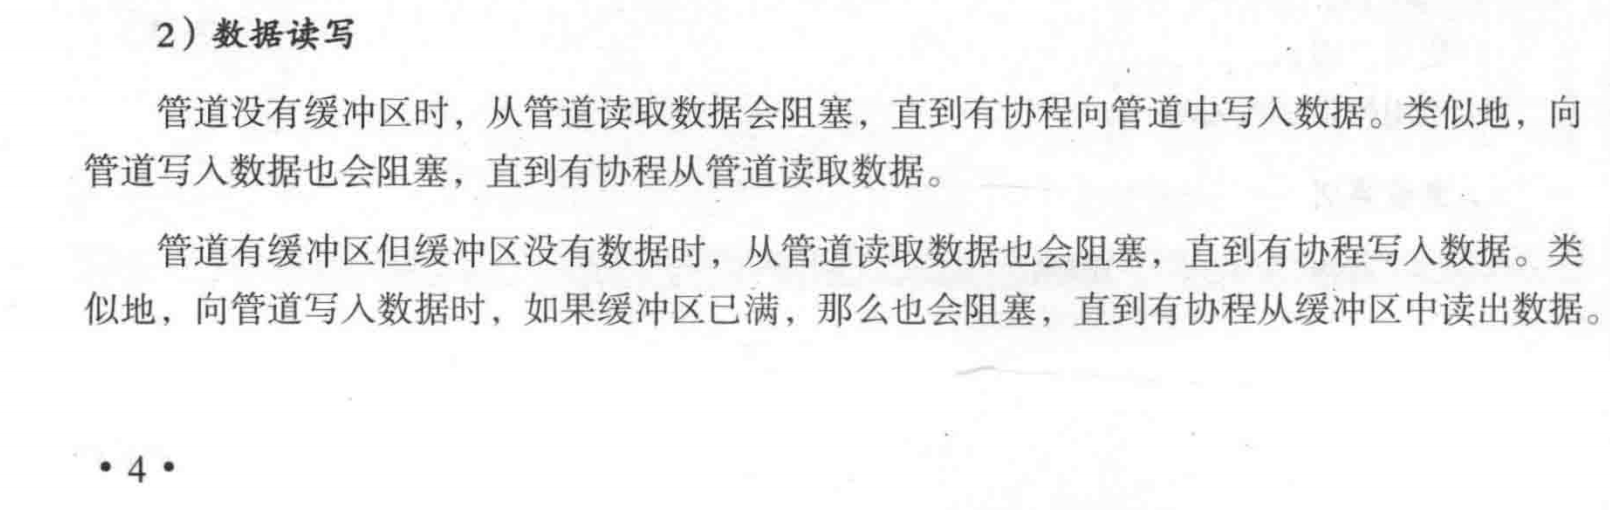 2）数据读写
管道没有缓冲区时，从管道读取数据会阻塞，直到有协程向管道中写入数据。类似地，向
管道写入数据也会阻塞，直到有协程从管道读取数据。
管道有缓冲区但缓冲区没有数据时，从管道读取数据也会阻塞，直到有协程写入数据。类
似地，向管道写入数据时，如果缓冲区已满，那么也会阻塞，直到有协程从缓冲区中读出数据。
·4·